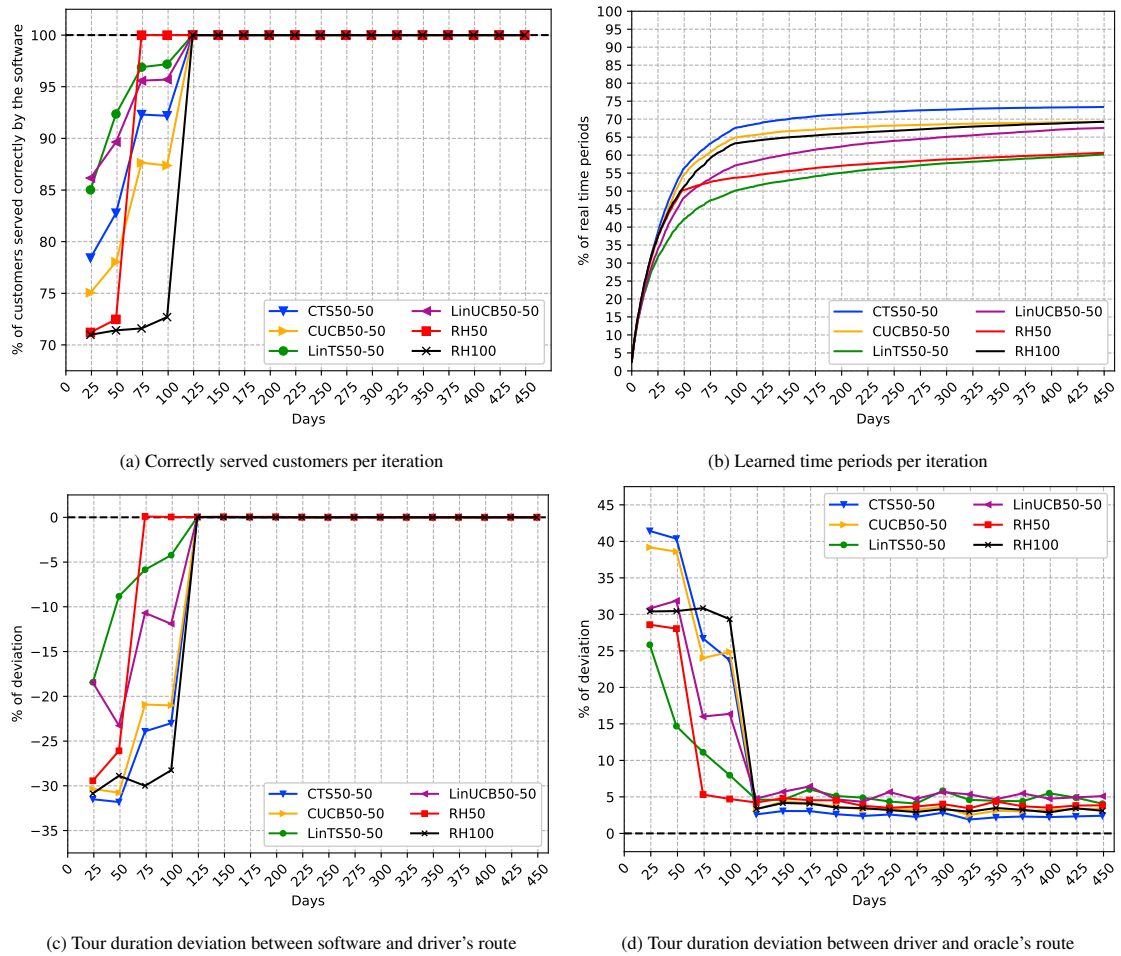 % of customers served correctly by the software
100
95
90
85
80
75
70
0 25 50 75 100 125 150 175 200 225 250 275 300 325 350 375 400 425 450
Days
CTS50-50
CUCB50-50
LinTS50-50
LinUCB50-50
RH50
RH100
(a) Correctly served customers per iteration
% of real time periods
100
95
90
85
80
75
70
65
60
55
50
45
40
35
30
25
20
15
10
5
0
0 25 50 75 100 125 150 175 200 225 250 275 300 325 350 375 400 425 450
Days
CTS50-50
CUCB50-50
LinTS50-50
LinUCB50-50
RH50
RH100
(b) Learned time periods per iteration
% of deviation
0
−5
−10
−15
−20
−25
−30
−35
0 25 50 75 100 125 150 175 200 225 250 275 300 325 350 375 400 425 450
Days
CTS50-50
CUCB50-50
LinTS50-50
LinUCB50-50
RH50
RH100
(c) Tour duration deviation between software and driver’s route
% of deviation
45
40
35
30
25
20
15
10
5
0
0 25 50 75 100 125 150 175 200 225 250 275 300 325 350 375 400 425 450
Days
CTS50-50
CUCB50-50
LinTS50-50
LinUCB50-50
RH50
RH100
(d) Tour duration deviation between driver and oracle’s route